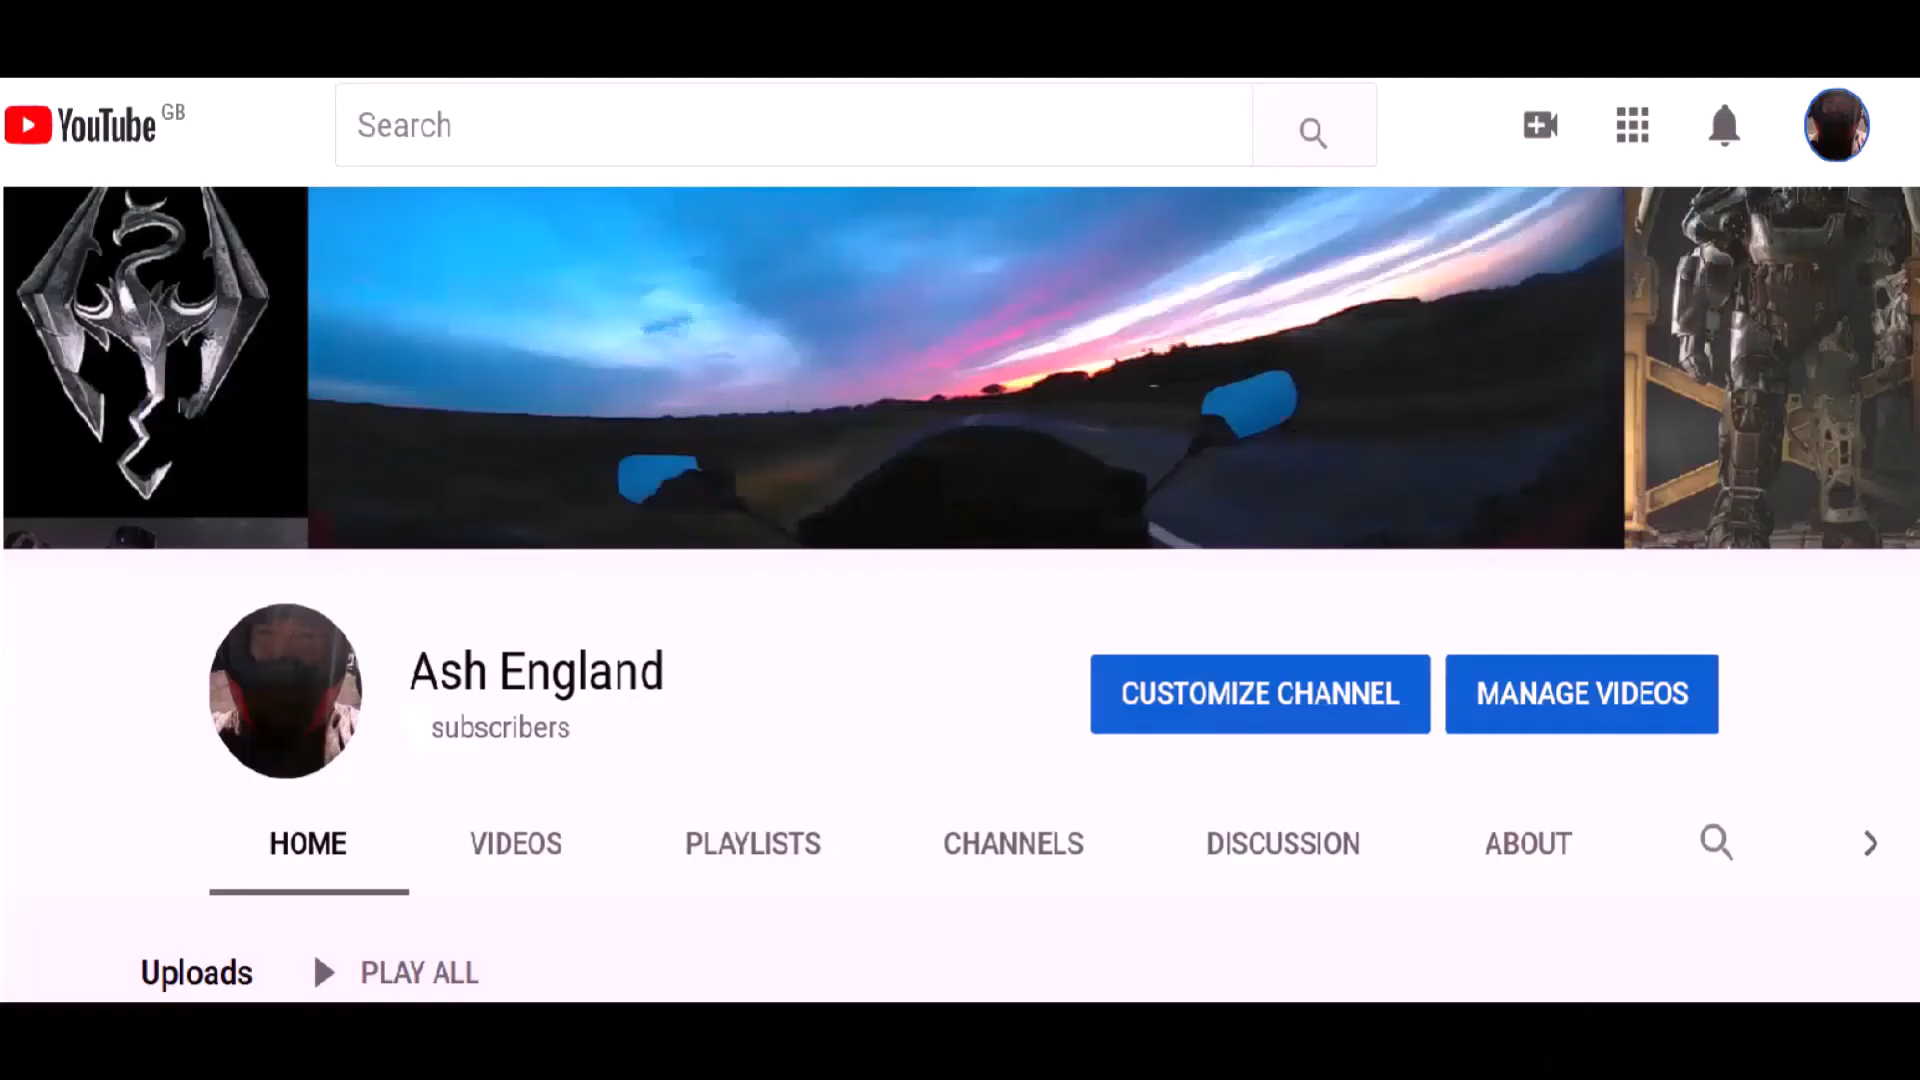 YouTube GB
Search
Ash England
subscribers
CUSTOMIZE CHANNEL
MANAGE VIDEOS
HOME
VIDEOS
PLAYLISTS
CHANNELS
DISCUSSION
ABOUT
Uploads
PLAY ALL